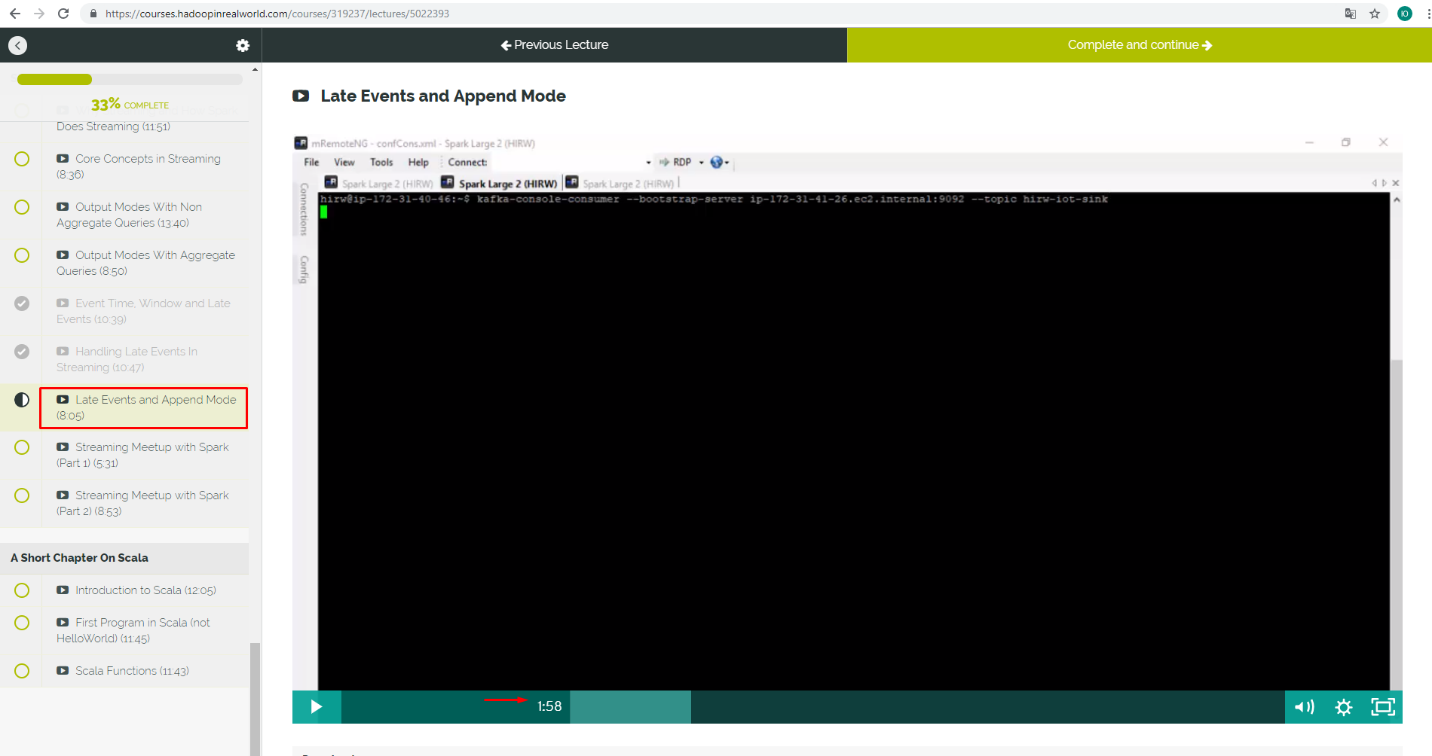 https://courses.hadoopinrealworld.com/courses/319237/lectures/5022393
IO
Previous Lecture
Complete and continue
33% COMPLETE
Does Streaming (11:51)
Core Concepts in Streaming
(8:36)
Output Modes With Non
Aggregate Queries (13:40)
Output Modes With Aggregate
Queries (8:50)
Event Time, Window and Late
Events (10:39)
Handling Late Events In
Streaming (10:47)
Late Events and Append Mode
(8:05)
Streaming Meetup with Spark
(Part 1) (5:31)
Streaming Meetup with Spark
(Part 2) (8:53)
A Short Chapter On Scala
Introduction to Scala (12:05)
First Program in Scala (not
HelloWorld) (11:45)
Scala Functions (11:43)
Late Events and Append Mode
mRemoteNG - confCons.xml - Spark Large 2 (HIRW)
File View Tools Help Connect: RDP
Spark Large 2 (HIRW) Spark Large 2 (HIRW) Spark Large 2 (HIRW)
Connections
Config
hirw@ip-172-31-40-46:~$ kafka-console-consumer --bootstrap-server ip-172-31-41-26.ec2.internal:9092 --topic hirw-iot-sink
1:58